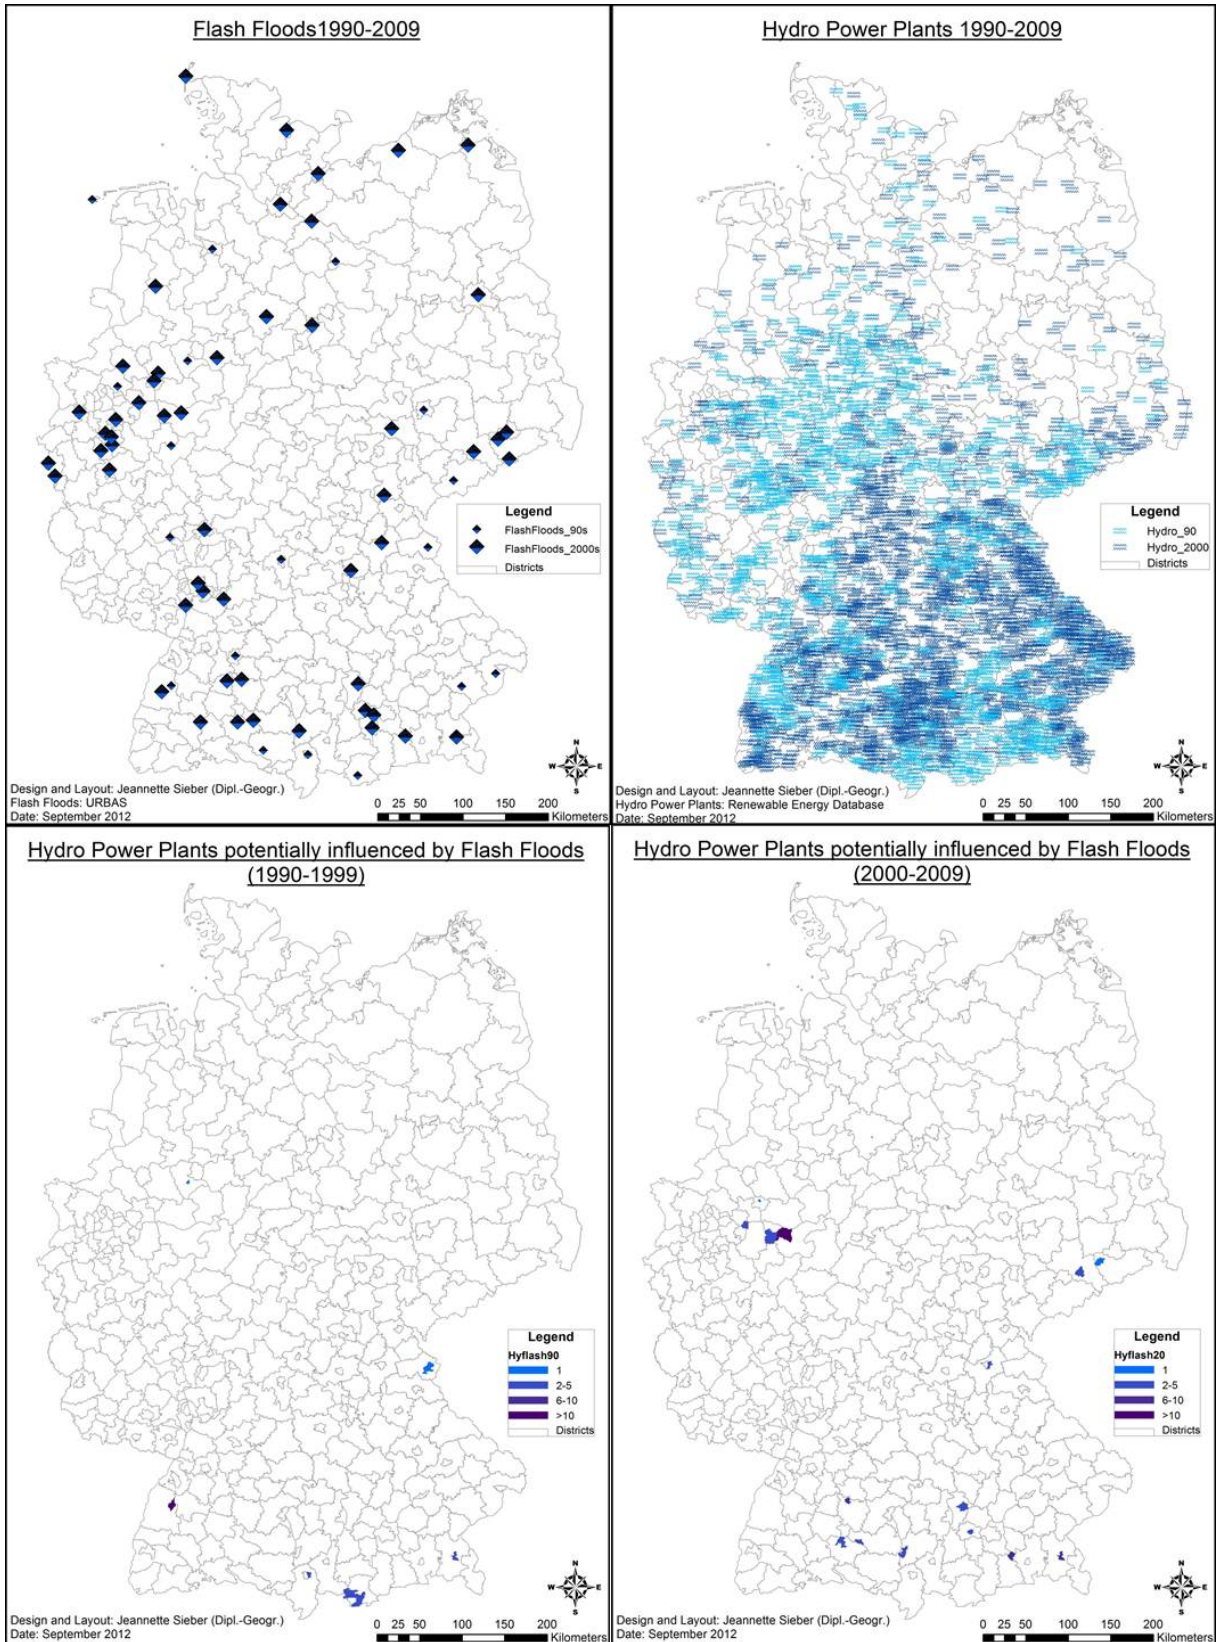 Flash Floods1990-2009
Legend
FlashFloods_90s
FlashFloods_2000s
Districts
N
W E
S
Design and Layout: Jeannette Sieber (Dipl.-Geogr.)
Flash Floods: URBAS
Date: September 2012
0 25 50 100 150 200
Kilometers
Hydro Power Plants 1990-2009
Legend
Hydro_90
Hydro_2000
Districts
N
W E
S
Design and Layout: Jeannette Sieber (Dipl.-Geogr.)
Hydro Power Plants: Renewable Energy Database
Date: September 2012
0 25 50 100 150 200
Kilometers
Hydro Power Plants potentially influenced by Flash Floods
(1990-1999)
Legend
Hyflash90
1
2-5
6-10
>10
Districts
N
W E
S
Design and Layout: Jeannette Sieber (Dipl.-Geogr.)
Date: September 2012
0 25 50 100 150 200
Kilometers
Hydro Power Plants potentially influenced by Flash Floods
(2000-2009)
Legend
Hyflash20
1
2-5
6-10
>10
Districts
N
W E
S
Design and Layout: Jeannette Sieber (Dipl.-Geogr.)
Date: September 2012
0 25 50 100 150 200
Kilometers